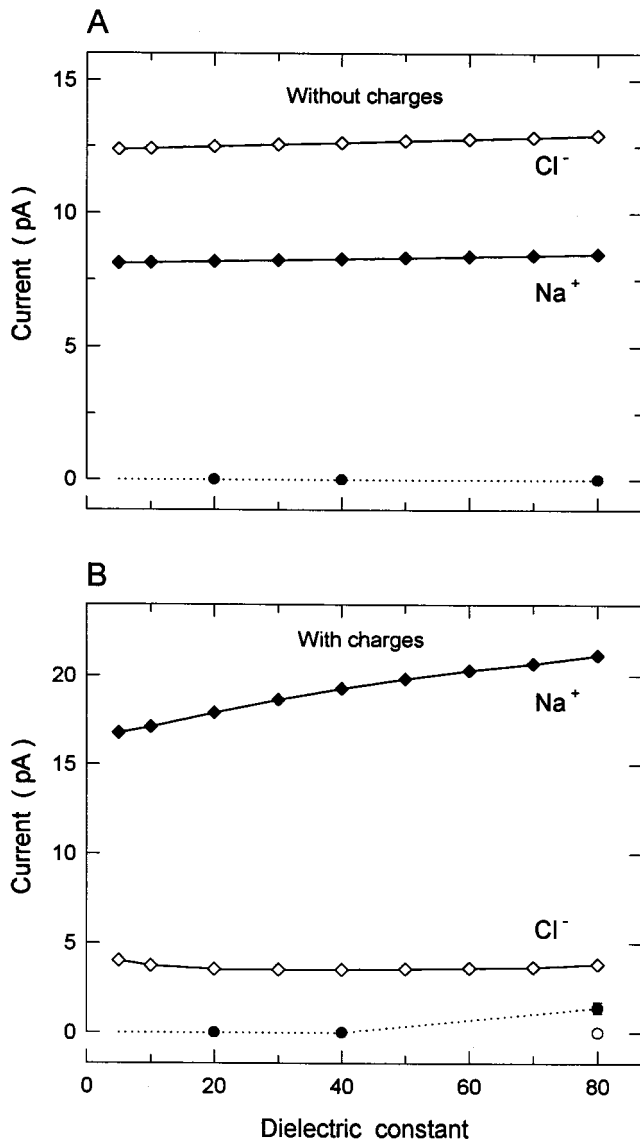 A
15
Without charges
Cl⁻
10
Na⁺
5
0
Current ( pA )
B
With charges
20
Na⁺
15
10
Cl⁻
5
0
Current ( pA )
0 20 40 60 80
Dielectric constant